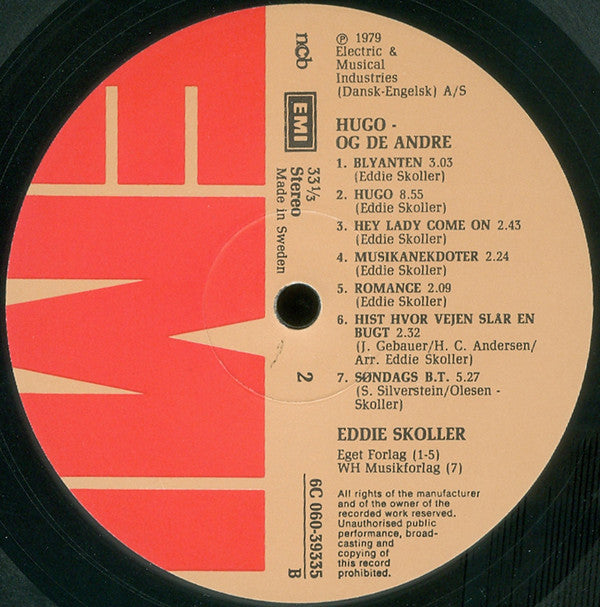 ℗ 1979
Electric &
Musical
Industries
(Dansk-Engelsk) A/S
ncb
EMI
33 1/3
Stereo
Made in Sweden
2
6C 060-39335
B
HUGO -
OG DE ANDRE
1. BLYANTEN 3.03
(Eddie Skoller)
2. HUGO 8.55
(Eddie Skoller)
3. HEY LADY COME ON 2.43
(Eddie Skoller)
4. MUSIKANEKDOTER 2.24
(Eddie Skoller)
5. ROMANCE 2.09
(Eddie Skoller)
6. HIST HVOR VEJEN SLÅR EN
BUGT 2.32
(J. Gebauer/H. C. Andersen/
Arr. Eddie Skoller)
7. SØNDAGS B.T. 5.27
(S. Silverstein/Olesen -
Skoller)
EDDIE SKOLLER
Eget Forlag (1-5)
WH Musikforlag (7)
All rights of the manufacturer
and of the owner of the
recorded work reserved.
Unauthorised public
performance, broad-
casting and
copying of
this record
prohibited.
EMI